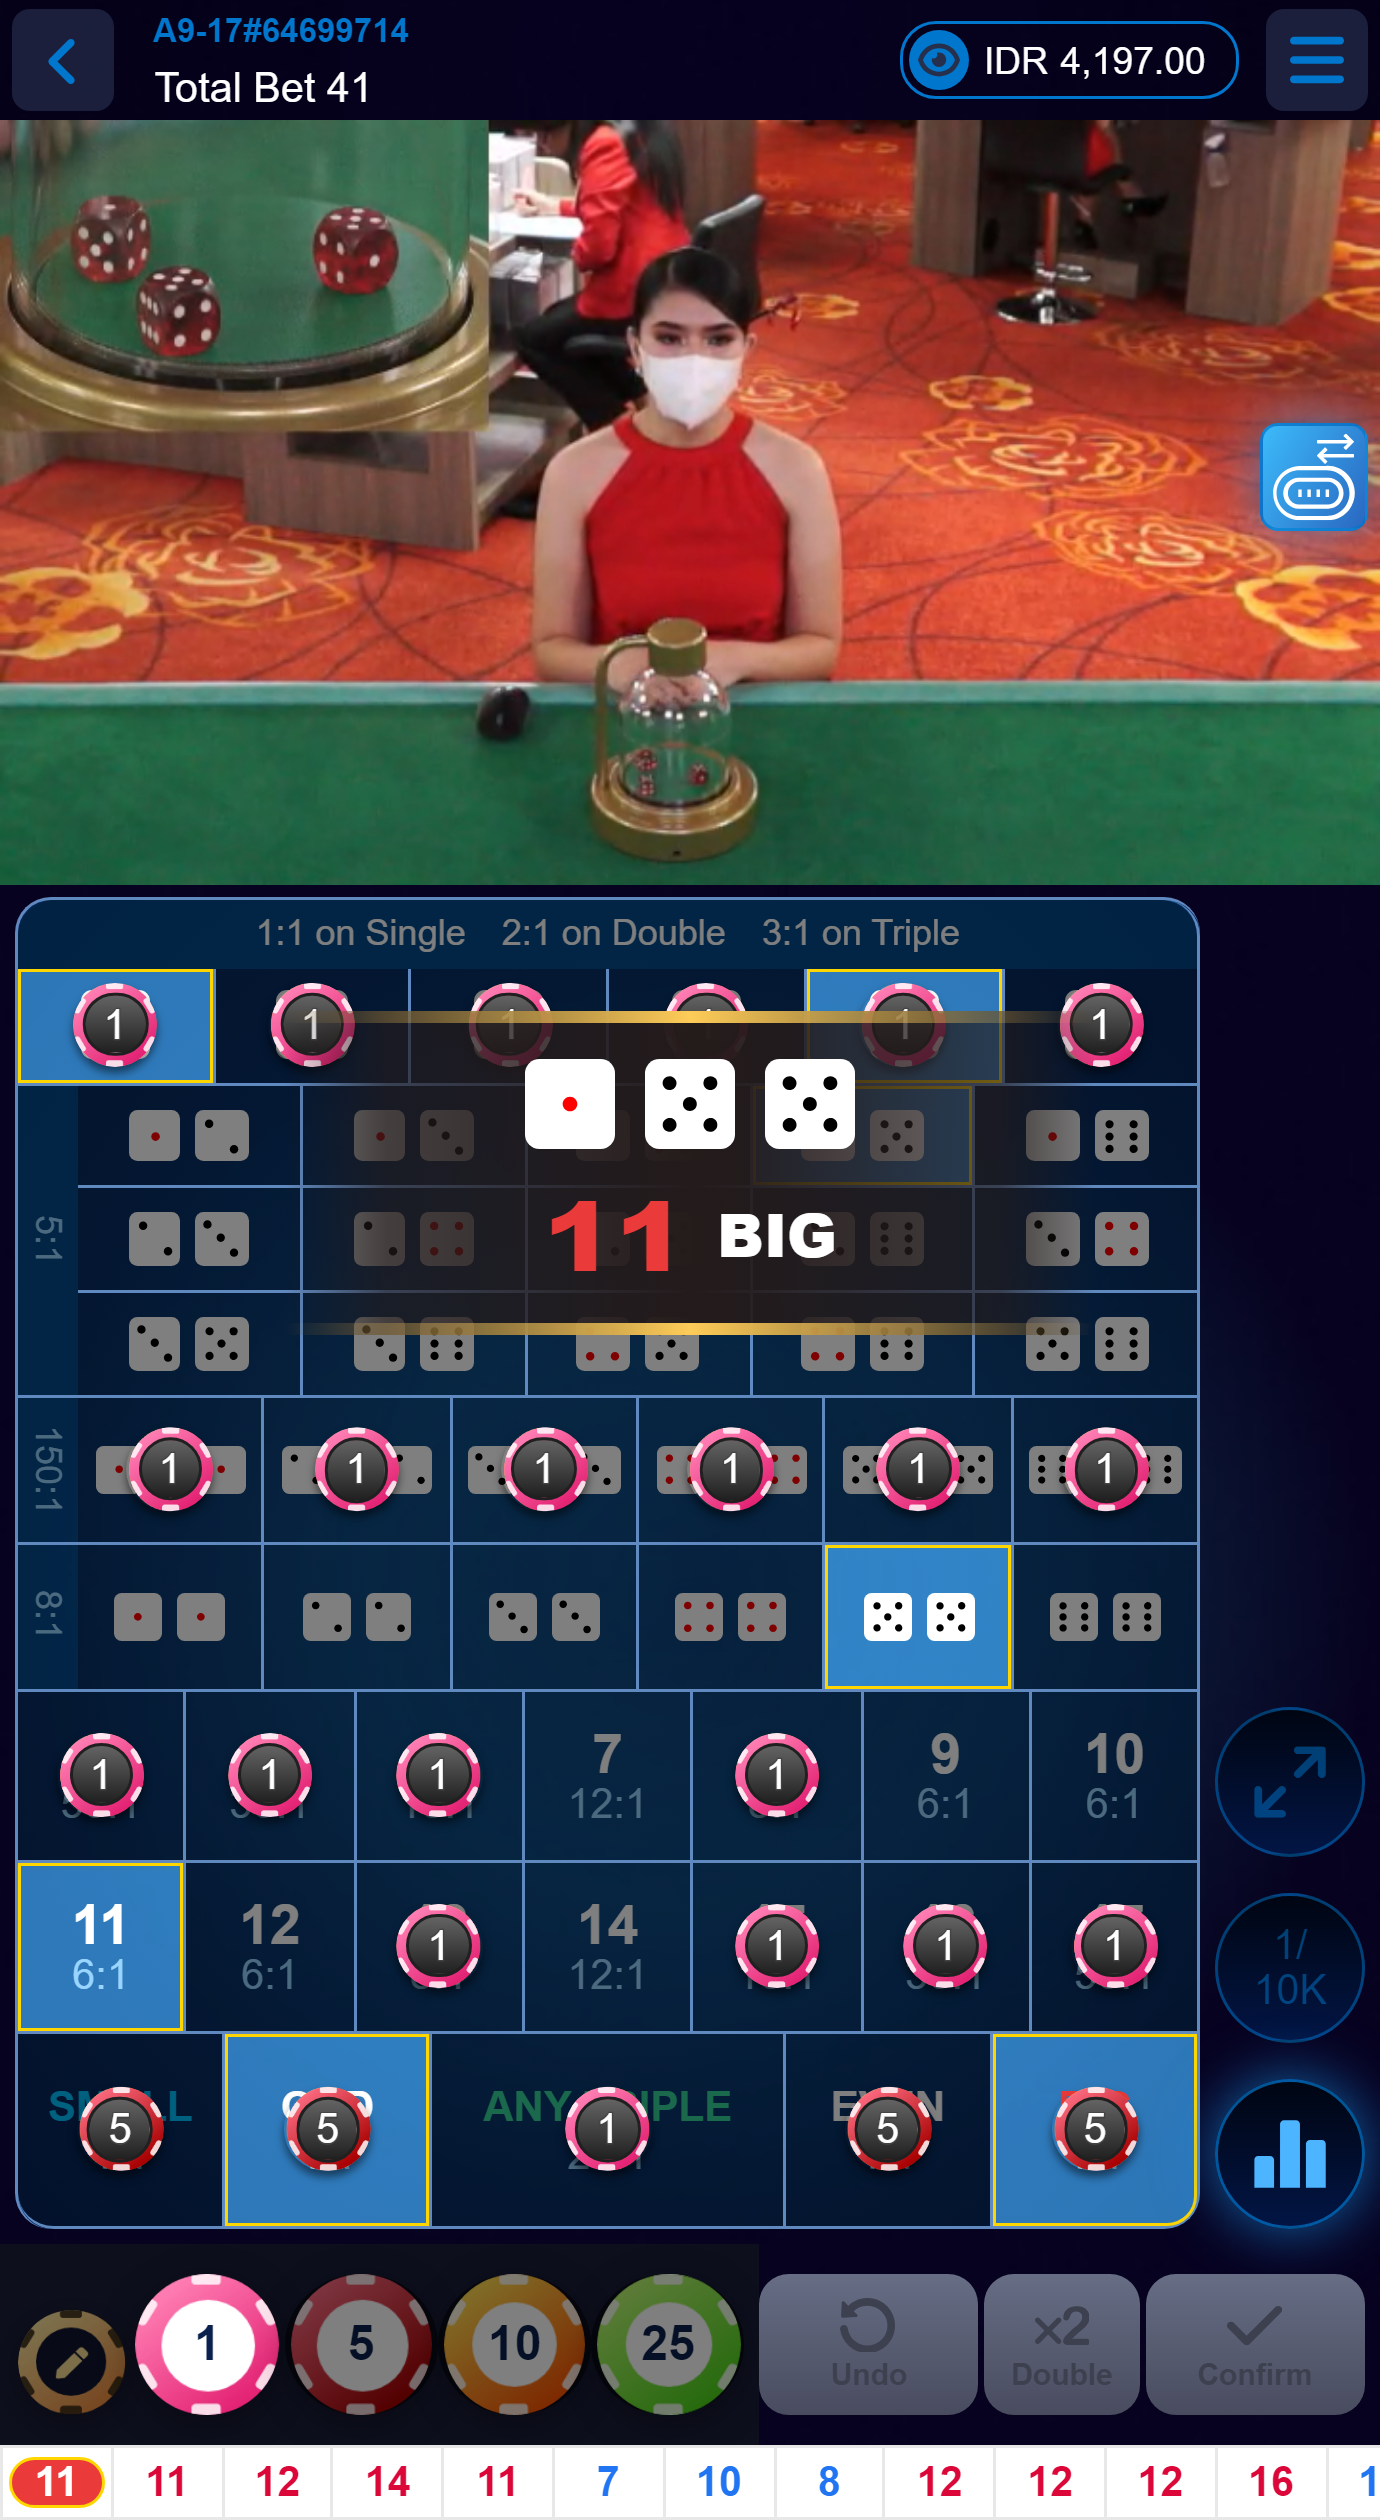 A9-17#64699714
Total Bet 41
IDR 4,197.00
1:1 on Single 2:1 on Double 3:1 on Triple
1 1 1 1 1 1
11 BIG
5:1
150:1
1 1 1 1 1 1
8:1
1 1 1 7 1 9 10
12:1 6:1 6:1
11 12 1 14 1 1 1
6:1 6:1 12:1
5 5 ANY 1 5 5
1/
10K
1 5 10 25
Undo x2 Double Confirm
11 11 12 14 11 7 10 8 12 12 12 16 1